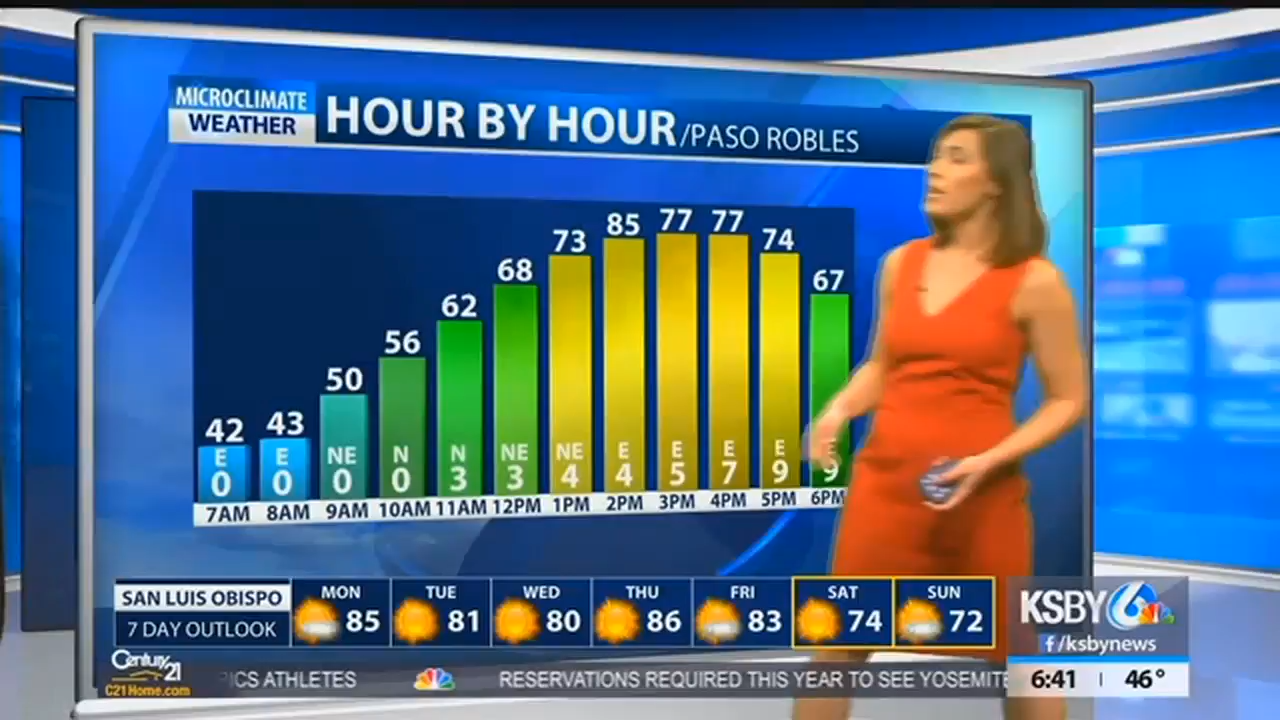 MICROCLIMATE
WEATHER
HOUR BY HOUR /PASO ROBLES
42 43 50 56 62 68 73 85 77 77 74 67
E E NE N N NE NE E E E E E
0 0 0 0 3 3 4 4 5 7 9 9
7AM 8AM 9AM 10AM 11AM 12PM 1PM 2PM 3PM 4PM 5PM 6PM
SAN LUIS OBISPO
7 DAY OUTLOOK
MON TUE WED THU FRI SAT SUN
85 81 80 86 83 74 72
KSBY 6
f/ksbynews
Century 21
C21Home.com
ICS ATHLETES RESERVATIONS REQUIRED THIS YEAR TO SEE YOSEMITE
6:41 46°